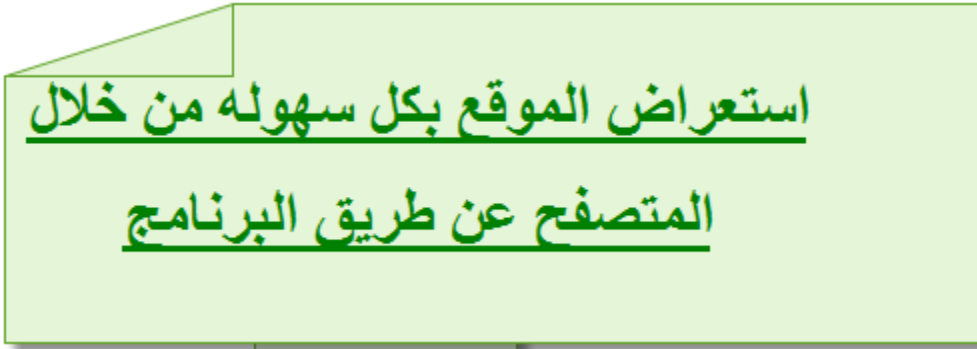 استعراض الموقع بكل سهوله من خلال
المتصفح عن طريق البرنامج